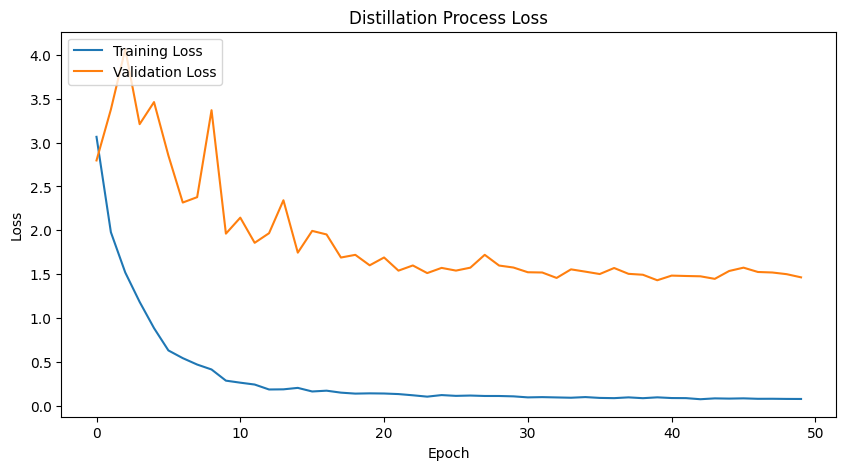 Distillation Process Loss
Training Loss
Validation Loss
4.0
3.5
3.0
2.5
2.0
1.5
1.0
0.5
0.0
Loss
0 10 20 30 40 50
Epoch